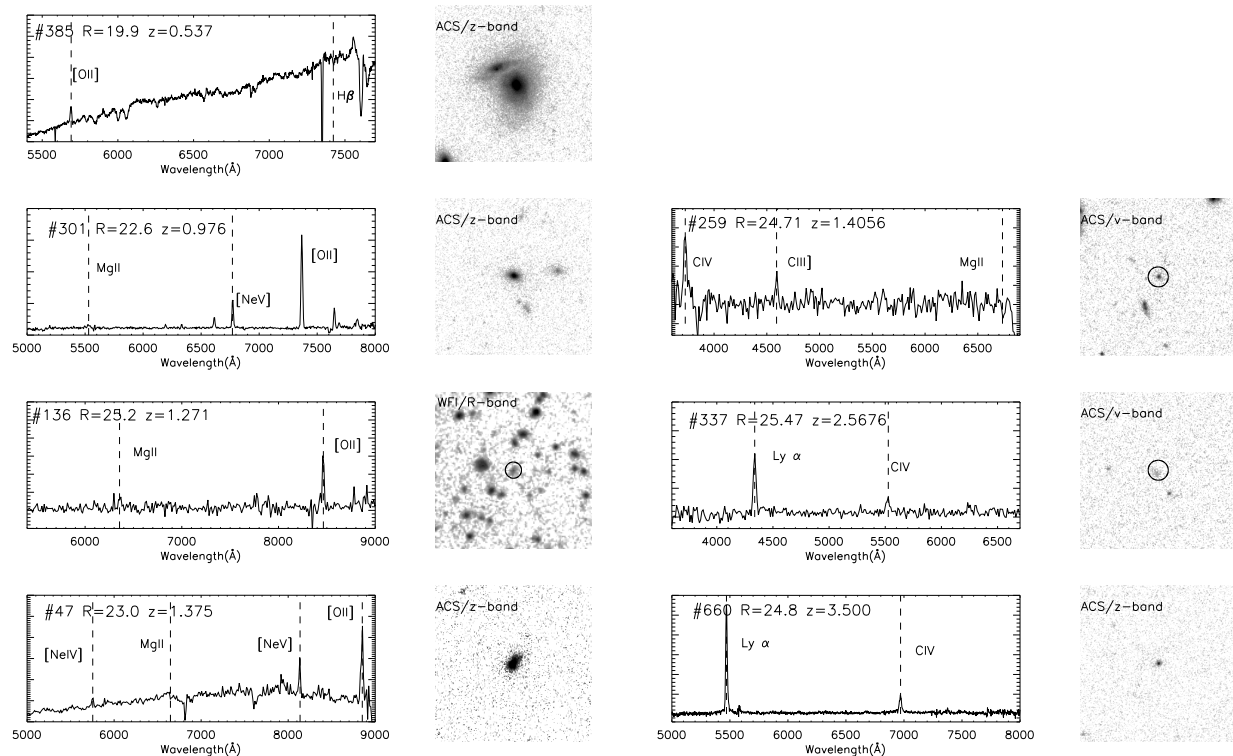 #385 R=19.9 z=0.537
[OII]
Hβ
5400 6000 6500 7000 7500
Wavelength(Å)
ACS/z-band
#301 R=22.6 z=0.976
MgII
[NeV]
[OII]
5000 5500 6000 6500 7000 7500 8000
Wavelength(Å)
ACS/z-band
#259 R=24.71 z=1.4056
CIV
CIII]
MgII
4000 4500 5000 5500 6000 6500
Wavelength(Å)
ACS/v-band
#136 R=25.2 z=1.271
MgII
[OII]
6000 7000 8000 9000
Wavelength(Å)
WFI/R-band
#337 R=25.47 z=2.5676
Ly α
CIV
4000 4500 5000 5500 6000 6500
Wavelength(Å)
ACS/v-band
#47 R=23.0 z=1.375
[NeIV]
MgII
[NeV]
[OII]
5000 6000 7000 8000 9000
Wavelength(Å)
ACS/z-band
#660 R=24.8 z=3.500
Ly α
CIV
5000 5500 6000 6500 7000 7500 8000
Wavelength(Å)
ACS/z-band